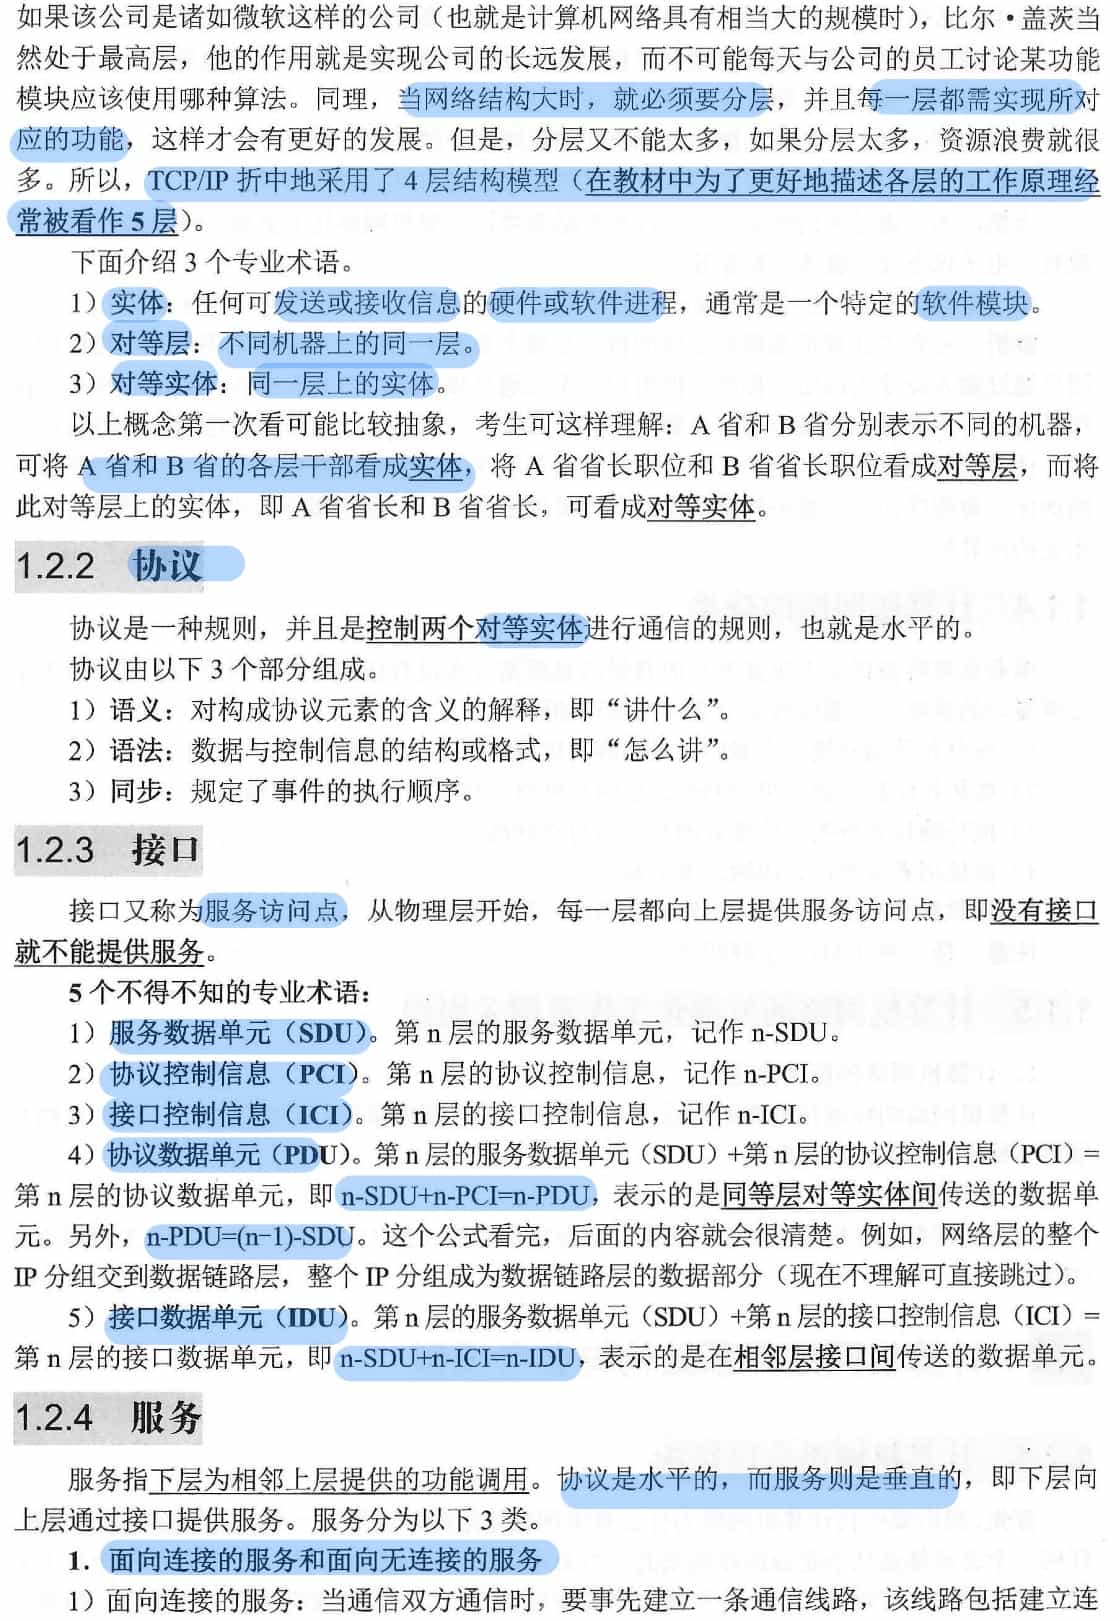 如果该公司是诸如微软这样的公司（也就是计算机网络具有相当大的规模时），比尔·盖茨当
然处于最高层，他的作用就是实现公司的长远发展，而不可能每天与公司的员工讨论某功能
模块应该使用哪种算法。同理，当网络结构大时，就必须要分层，并且每一层都需实现所对
应的功能，这样才会有更好的发展。但是，分层又不能太多，如果分层太多，资源浪费就很
多。所以，TCP/IP 折中地采用了 4 层结构模型（在教材中为了更好地描述各层的工作原理经
常被看作 5 层）。
下面介绍 3 个专业术语。
1）实体：任何可发送或接收信息的硬件或软件进程，通常是一个特定的软件模块。
2）对等层：不同机器上的同一层。
3）对等实体：同一层上的实体。
以上概念第一次看可能比较抽象，考生可这样理解：A 省和 B 省分别表示不同的机器，
可将 A 省和 B 省的各层干部看成实体，将 A 省省长职位和 B 省省长职位看成对等层，而将
此对等层上的实体，即 A 省省长和 B 省省长，可看成对等实体。
1.2.2 协议
协议是一种规则，并且是控制两个对等实体进行通信的规则，也就是水平的。
协议由以下 3 个部分组成。
1）语义：对构成协议元素的含义的解释，即“讲什么”。
2）语法：数据与控制信息的结构或格式，即“怎么讲”。
3）同步：规定了事件的执行顺序。
1.2.3 接口
接口又称为服务访问点，从物理层开始，每一层都向上层提供服务访问点，即没有接口
就不能提供服务。
5 个不得不知的专业术语：
1）服务数据单元（SDU）。第 n 层的服务数据单元，记作 n-SDU。
2）协议控制信息（PCI）。第 n 层的协议控制信息，记作 n-PCI。
3）接口控制信息（ICI）。第 n 层的接口控制信息，记作 n-ICI。
4）协议数据单元（PDU）。第 n 层的服务数据单元（SDU）+第 n 层的协议控制信息（PCI）=
第 n 层的协议数据单元，即 n-SDU+n-PCI=n-PDU，表示的是同等层对等实体间传送的数据单
元。另外，n-PDU=(n−1)-SDU。这个公式看完，后面的内容就会很清楚。例如，网络层的整个
IP 分组交到数据链路层，整个 IP 分组成为数据链路层的数据部分（现在不理解可直接跳过）。
5）接口数据单元（IDU）。第 n 层的服务数据单元（SDU）+第 n 层的接口控制信息（ICI）=
第 n 层的接口数据单元，即 n-SDU+n-ICI=n-IDU，表示的是在相邻层接口间传送的数据单元。
1.2.4 服务
服务指下层为相邻上层提供的功能调用。协议是水平的，而服务则是垂直的，即下层向
上层通过接口提供服务。服务分为以下 3 类。
1. 面向连接的服务和面向无连接的服务
1）面向连接的服务：当通信双方通信时，要事先建立一条通信线路，该线路包括建立连